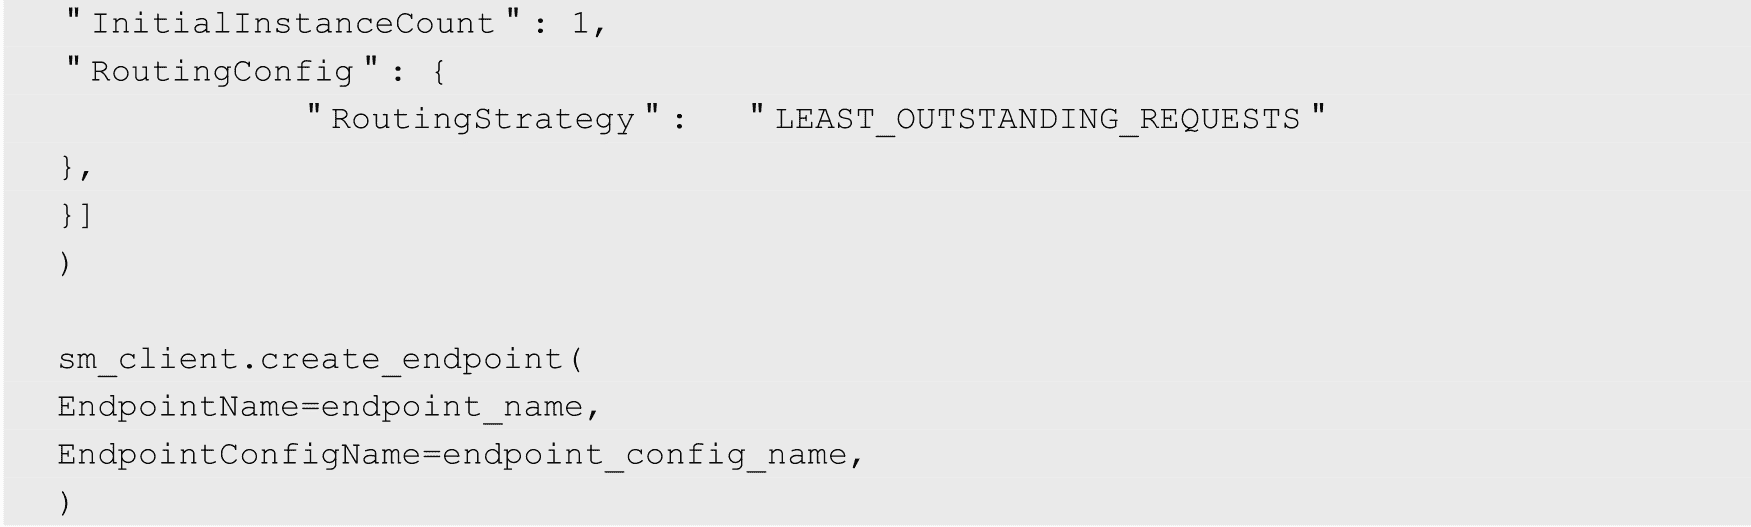 "InitialInstanceCount": 1,
"RoutingConfig": {
"RoutingStrategy": "LEAST_OUTSTANDING_REQUESTS"
},
}]
)
sm_client.create_endpoint(
EndpointName=endpoint_name,
EndpointConfigName=endpoint_config_name,
)